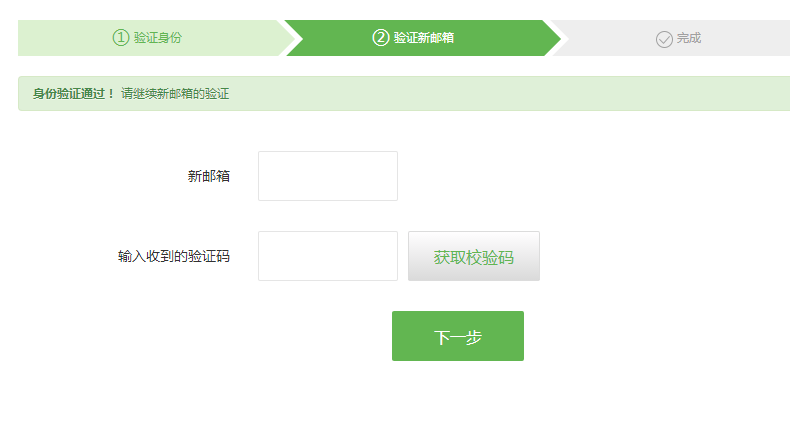 ① 验证身份
② 验证新邮箱
完成
身份验证通过！ 请继续新邮箱的验证
新邮箱
输入收到的验证码
获取校验码
下一步